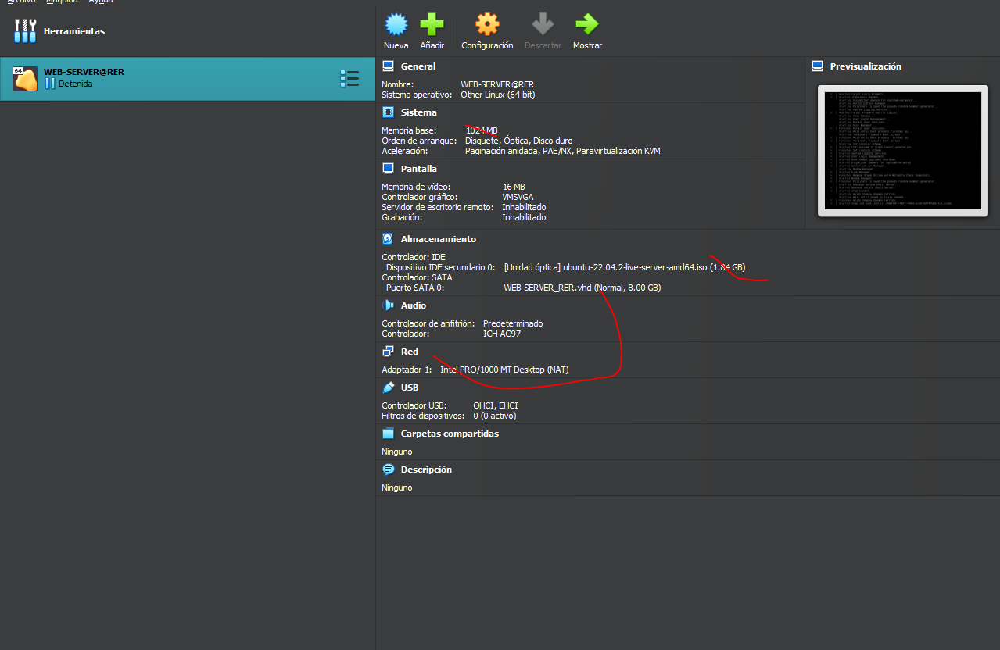 Archivo Máquina Ayuda
Herramientas
64
WEB-SERVER@RER
Detenida
Nueva Añadir Configuración Descartar Mostrar
General
Nombre: WEB-SERVER@RER
Sistema operativo: Other Linux (64-bit)
Sistema
Memoria base: 1024 MB
Orden de arranque: Disquete, Óptica, Disco duro
Aceleración: Paginación anidada, PAE/NX, Paravirtualización KVM
Pantalla
Memoria de vídeo: 16 MB
Controlador gráfico: VMSVGA
Servidor de escritorio remoto: Inhabilitado
Grabación: Inhabilitado
Previsualización
Almacenamiento
Controlador: IDE
Dispositivo IDE secundario 0: [Unidad óptica] ubuntu-22.04.2-live-server-amd64.iso (1.84 GB)
Controlador: SATA
Puerto SATA 0: WEB-SERVER_RER.vhd (Normal, 8.00 GB)
Audio
Controlador de anfitrión: Predeterminado
Controlador: ICH AC97
Red
Adaptador 1: Intel PRO/1000 MT Desktop (NAT)
USB
Controlador USB: OHCI, EHCI
Filtros de dispositivos: 0 (0 activo)
Carpetas compartidas
Ninguno
Descripción
Ninguno